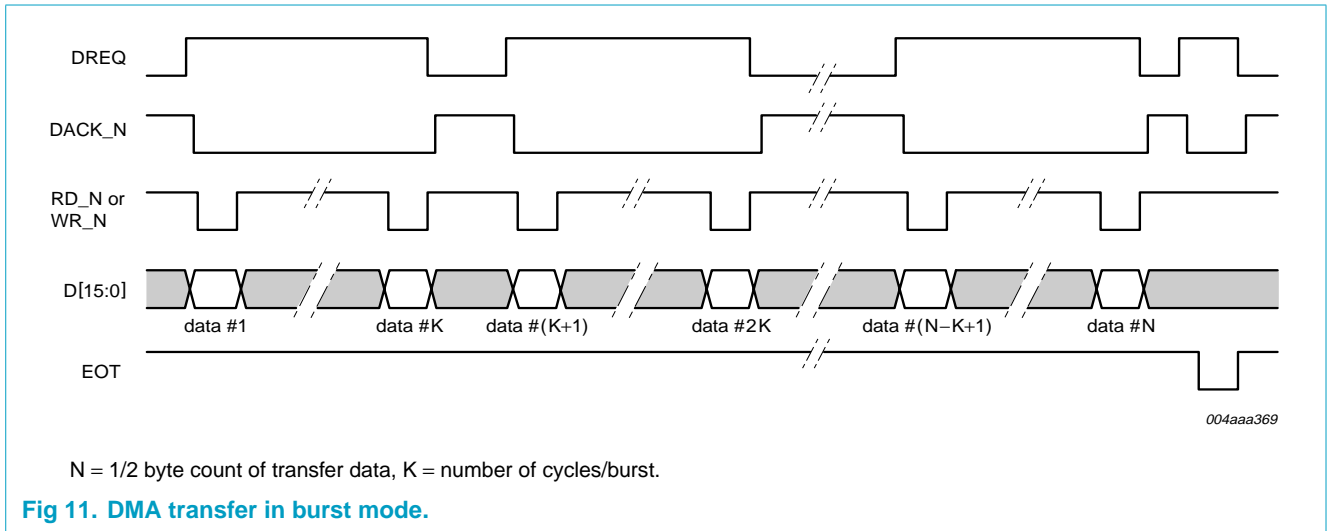 DREQ
DACK_N
RD_N or
WR_N
D[15:0]
data #1 data #K data #(K+1) data #2K data #(N−K+1) data #N
EOT
004aaa369
N = 1/2 byte count of transfer data, K = number of cycles/burst.
Fig 11. DMA transfer in burst mode.